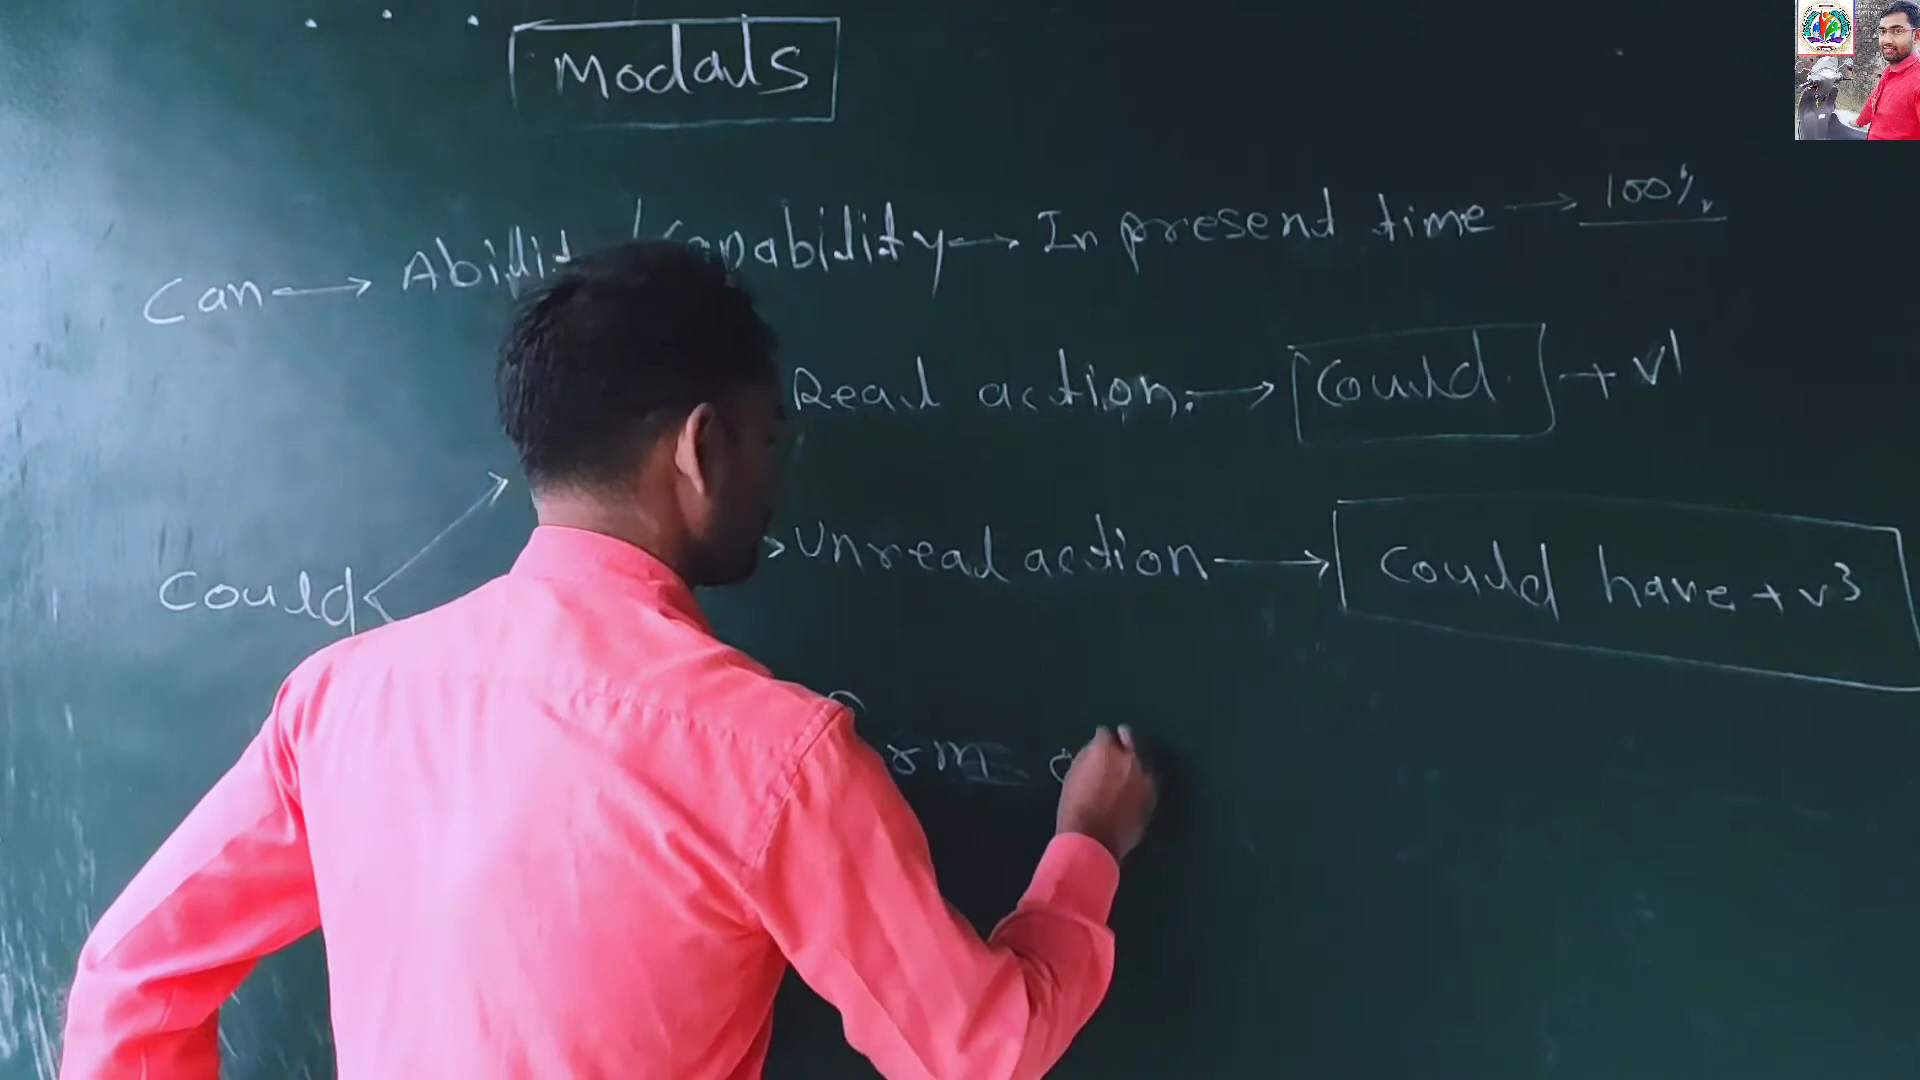 Modals
Can → Ability / Capability → In present time → 100%
Real action. → Could + v1
Could
Unreal action → Could have + v3